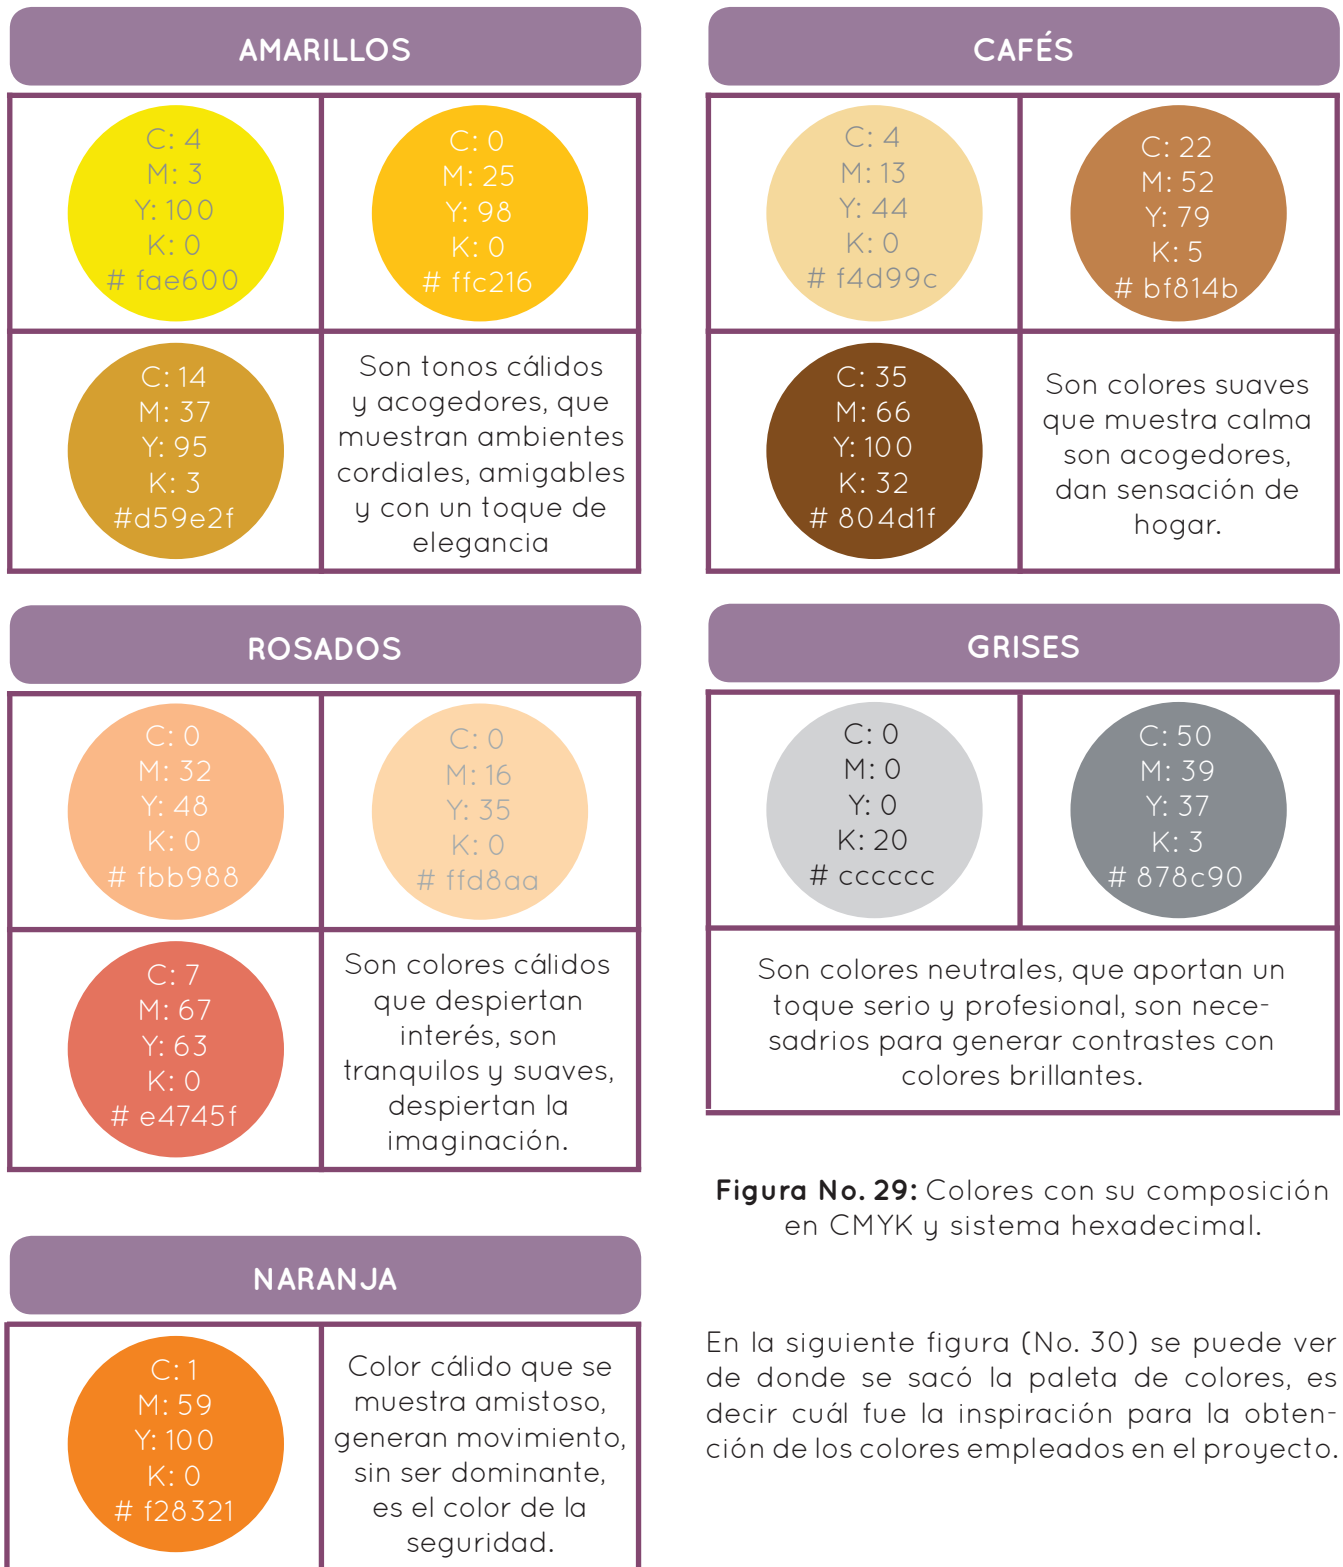 AMARILLOS
C: 4
M: 3
Y: 100
K: 0
# fae600
C: 0
M: 25
Y: 98
K: 0
# ffc216
C: 14
M: 37
Y: 95
K: 3
#d59e2f
Son tonos cálidos
y acogedores, que
muestran ambientes
cordiales, amigables
y con un toque de
elegancia
ROSADOS
C: 0
M: 32
Y: 48
K: 0
# fbb988
C: 0
M: 16
Y: 35
K: 0
# ffd8aa
C: 7
M: 67
Y: 63
K: 0
# e4745f
Son colores cálidos
que despiertan
interés, son
tranquilos y suaves,
despiertan la
imaginación.
NARANJA
C: 1
M: 59
Y: 100
K: 0
# f28321
Color cálido que se
muestra amistoso,
generan movimiento,
sin ser dominante,
es el color de la
seguridad.
CAFÉS
C: 4
M: 13
Y: 44
K: 0
# f4d99c
C: 22
M: 52
Y: 79
K: 5
# bf814b
C: 35
M: 66
Y: 100
K: 32
# 804d1f
Son colores suaves
que muestra calma
son acogedores,
dan sensación de
hogar.
GRISES
C: 0
M: 0
Y: 0
K: 20
# cccccc
C: 50
M: 39
Y: 37
K: 3
# 878c90
Son colores neutrales, que aportan un
toque serio y profesional, son nece-
sadrios para generar contrastes con
colores brillantes.
Figura No. 29: Colores con su composición
en CMYK y sistema hexadecimal.
En la siguiente figura (No. 30) se puede ver
de donde se sacó la paleta de colores, es
decir cuál fue la inspiración para la obten-
ción de los colores empleados en el proyecto.